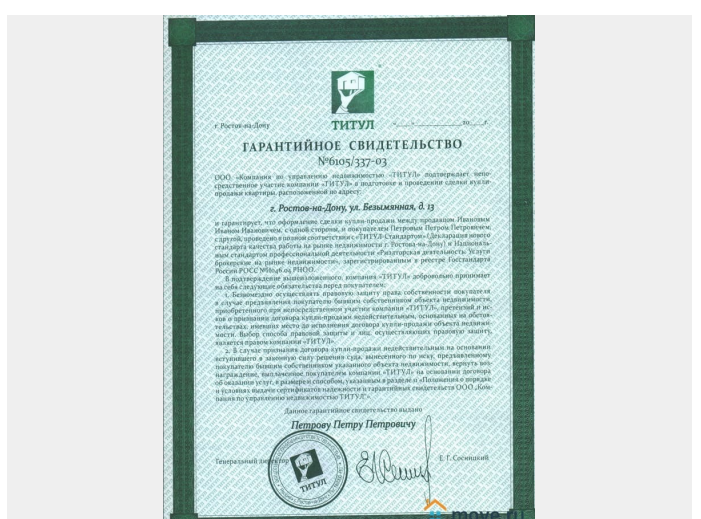 г. Ростов-на-Дону
ТИТУЛ
«____»______________20____г.
ГАРАНТИЙНОЕ СВИДЕТЕЛЬСТВО
№6105/337-03
ООО «Компания по управлению недвижимостью «ТИТУЛ» подтверждает непо-
средственное участие компании «ТИТУЛ» в подготовке и проведении сделки купли-
продажи квартиры, расположенной по адресу:
г. Ростов-на-Дону, ул. Безымянная, д. 13
и гарантирует, что оформление сделки купли-продажи между продавцом Ивановым
Иваном Ивановичем, с одной стороны, и покупателем Петровым Петром Петровичем,
с другой, проведено в полном соответствии с «ТИТУЛ-Стандартом» (Декларация нового
стандарта качества работы на рынке недвижимости г. Ростова-на-Дону) и Националь-
ным стандартом профессиональной деятельности «Риэлторская деятельность. Услуги
брокерские на рынке недвижимости», зарегистрированным в реестре Госстандарта
России РОСС
В подтверждение вышеизложенного, компания «ТИТУЛ» добровольно принимает
на себя следующие обязательства перед покупателем:
1. Безвозмездно осуществлять правовую защиту права собственности покупателя
в случае предъявления покупателю бывшим собственником объекта недвижимости,
приобретенного при непосредственном участии компании «ТИТУЛ», претензий и ис-
ков о признании договора купли-продажи недействительным, основанных на обстоя-
тельствах, имевших место до исполнения договора купли-продажи объекта недвижи-
мости. Выбор способа правовой защиты и лиц, осуществляющих правовую защиту,
является правом компании «ТИТУЛ».
2. В случае признания договора купли-продажи недействительным на основании
вступившего в законную силу решения суда, вынесенного по иску, предъявленному
покупателю бывшим собственником указанного объекта недвижимости, вернуть воз-
награждение, выплаченное покупателем компании «ТИТУЛ» на основании договора
об оказании услуг, в размере и способом, указанным в разделе 11 «Положения о порядке
и условиях выдачи сертификатов надежности и гарантийных свидетельств ООО „Ком-
пания по управлению недвижимостью ТИТУЛ"».
Данное гарантийное свидетельство выдано
Петрову Петру Петровичу
Генеральный директор
Е. Г. Сосницкий
ТИТУЛ
move.ru